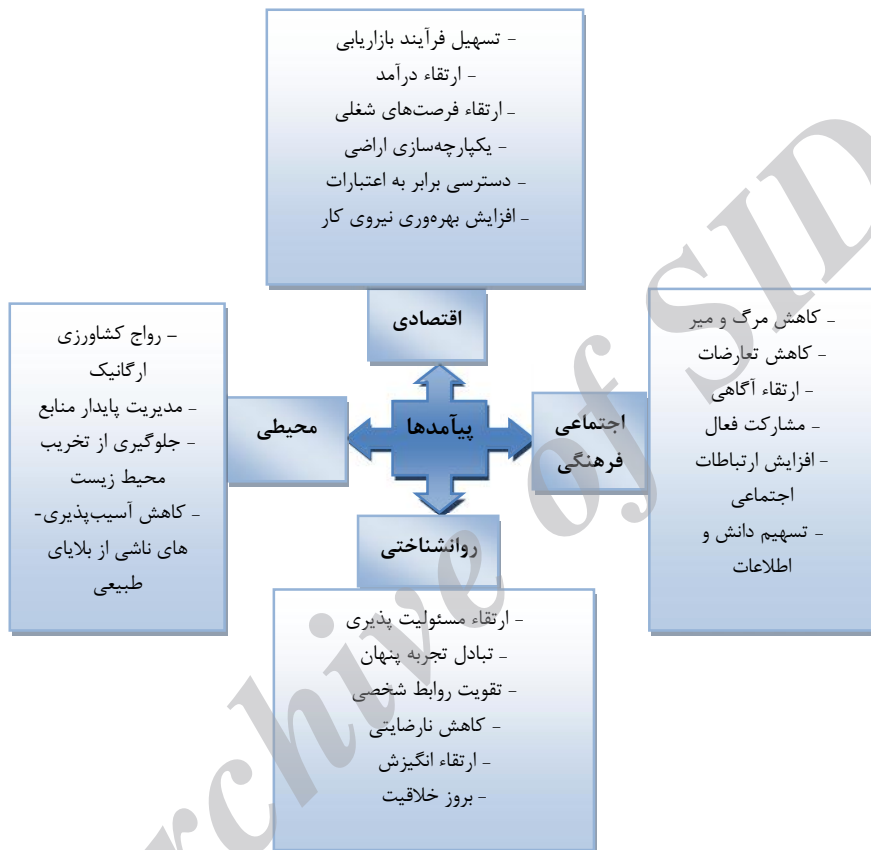 - تسهیل فرآیند بازاریابی
- ارتقاء درآمد
- ارتقاء فرصت‌های شغلی
- یکپارچه‌سازی اراضی
- دسترسی برابر به اعتبارات
- افزایش بهره‌وری نیروی کار
اقتصادی
- کاهش مرگ و میر
- کاهش تعارضات
- ارتقاء آگاهی
- مشارکت فعال
- افزایش ارتباطات
اجتماعی
- تسهیم دانش و
اطلاعات
اجتماعی
فرهنگی
پیآمدها
محیطی
- رواج کشاورزی
ارگانیک
- مدیریت پایدار منابع
- جلوگیری از تخریب
محیط زیست
- کاهش آسیب‌پذیری-
های ناشی از بلایای
طبیعی
روانشناختی
- ارتقاء مسئولیت پذیری
- تبادل تجربه پنهان
- تقویت روابط شخصی
- کاهش نارضایتی
- ارتقاء انگیزش
- بروز خلاقیت
rchive of SID